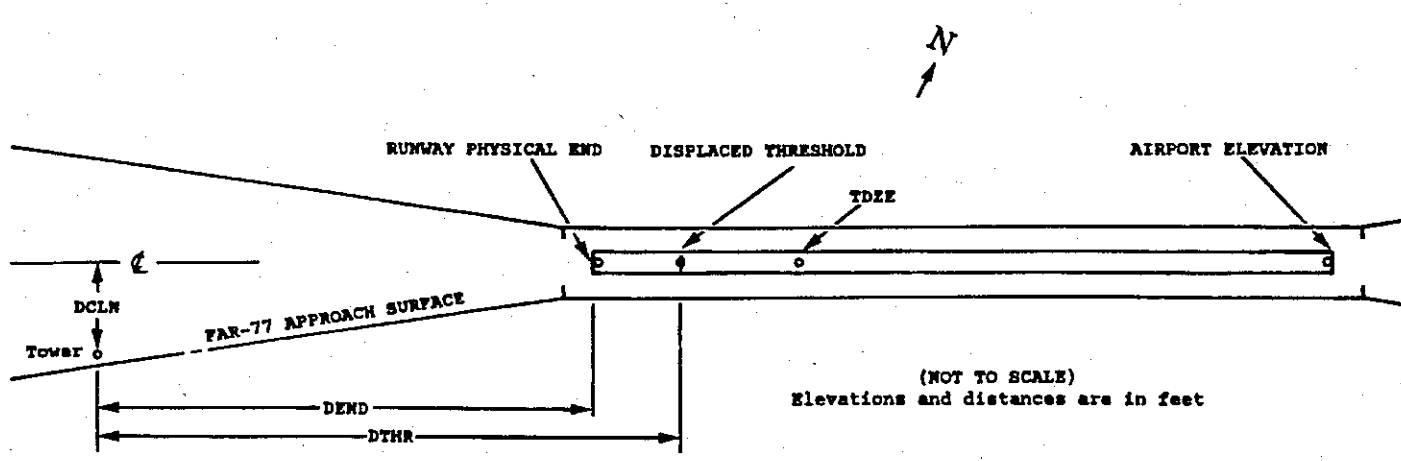 N
RUNWAY PHYSICAL END
DISPLACED THRESHOLD
AIRPORT ELEVATION
TDZE
℄
DCLN
FAR-77 APPROACH SURFACE
Tower
(NOT TO SCALE)
Elevations and distances are in feet
DEND
DTHR